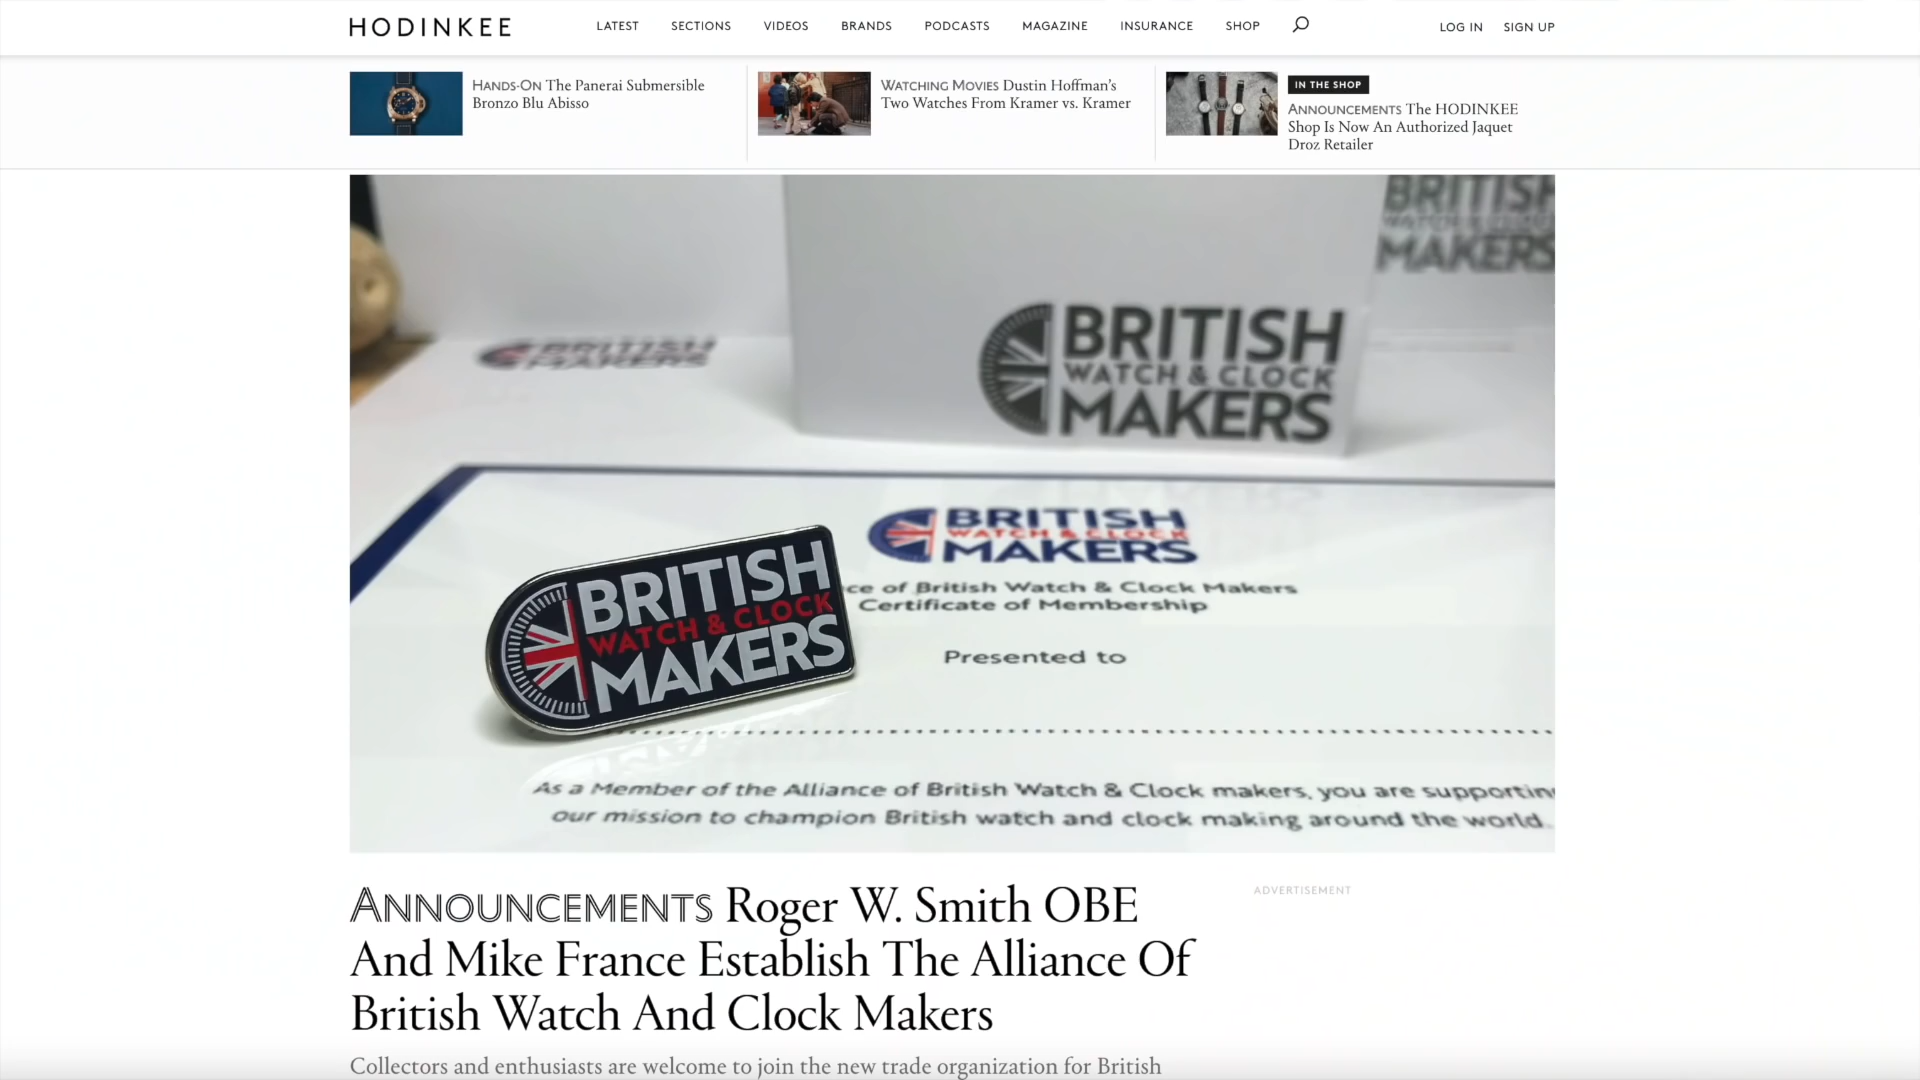 HODINKEE
LATEST SECTIONS VIDEOS BRANDS PODCASTS MAGAZINE INSURANCE SHOP
LOG IN SIGN UP
HANDS-ON The Panerai Submersible
Bronzo Blu Abisso
WATCHING MOVIES Dustin Hoffman's
Two Watches From Kramer vs. Kramer
IN THE SHOP
ANNOUNCEMENTS The HODINKEE
Shop Is Now An Authorized Jaquet
Droz Retailer
BRITISH
WATCH & CLOCK
MAKERS
BRITISH
MAKERS
BRITISH
WATCH & CLOCK
MAKERS
BRITISH
WATCH & CLOCK
MAKERS
ce of British Watch & Clock Makers
Certificate of Membership
Presented to
BRITISH
WATCH & CLOCK
MAKERS
As a Member of the Alliance of British Watch & Clock makers, you are supportin
our mission to champion British watch and clock making around the world.
ANNOUNCEMENTS Roger W. Smith OBE
And Mike France Establish The Alliance Of
British Watch And Clock Makers
ADVERTISEMENT
Collectors and enthusiasts are welcome to join the new trade organization for British